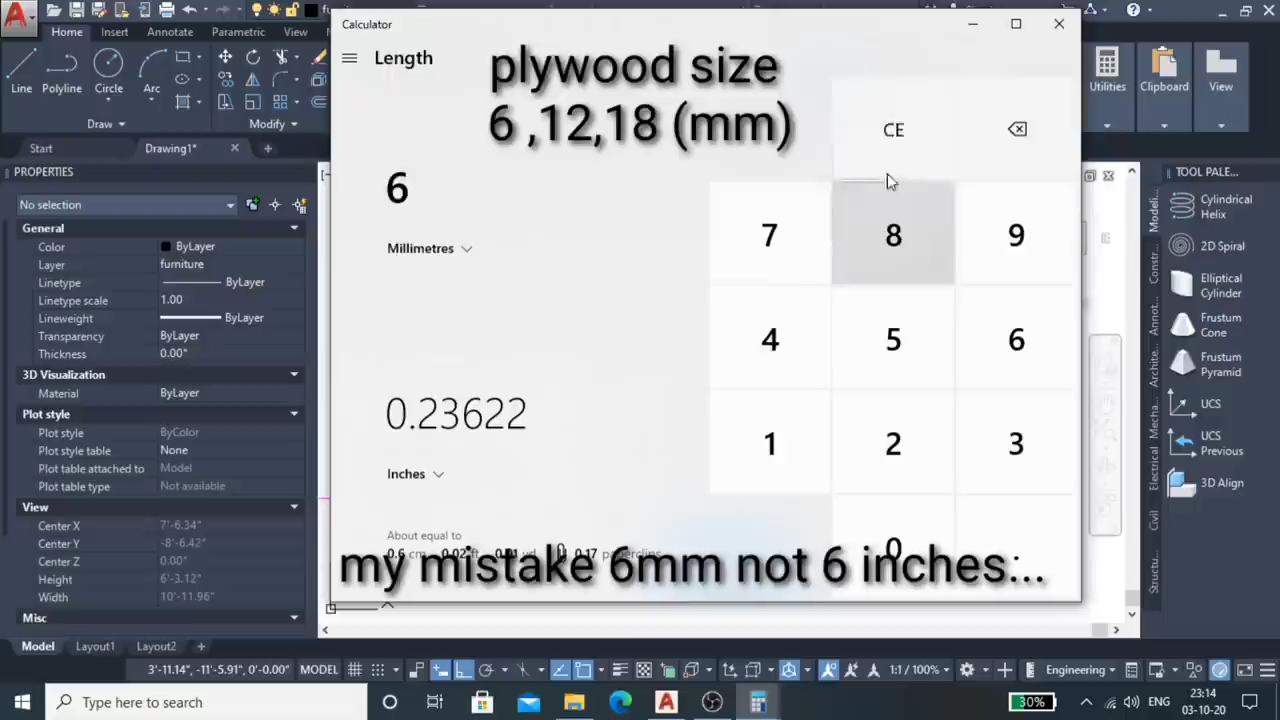 Calculator
Length
plywood size
6 ,12,18 (mm)
CE
6
Millimetres
7
8
9
4
5
6
0.23622
Inches
1
2
3
About equal to
0
.
my mistake 6mm not 6 inches...
Home
Insert
Annotate
Parametric
View
Line
Polyline
Circle
Arc
Draw
Modify
Utilities
Clipboard
View
Start
Drawing1*
PROPERTIES
No selection
General
Color ByLayer
Layer furniture
Linetype ByLayer
Linetype scale 1.00
Lineweight ByLayer
Transparency ByLayer
Thickness 0.00"
3D Visualization
Material ByLayer
Plot style
Plot style ByColor
Plot style table None
Plot table attached to Model
Plot table type Not available
View
Center X 7'-6.34"
Center Y -8'-6.42"
Center Z 0.00"
Height 6'-3.12"
Width 10'-11.96"
Misc
TOOL PALE...
Cylindrical
Helix
2D Spiral
Elliptical
Cylinder
Frustum
Cone
Frustum
Pyramid
UCS
UCS
Previous
3D Align
Modeli...
Constr...
Annot...
Archite...
Mecha...
Electrical
Civil
Structu...
Model
Layout1
Layout2
3'-11.14", -11'-5.91", 0'-0.00"
MODEL
1:1 / 100%
Engineering
Type here to search
30%
ENG
23:14
03-10-20